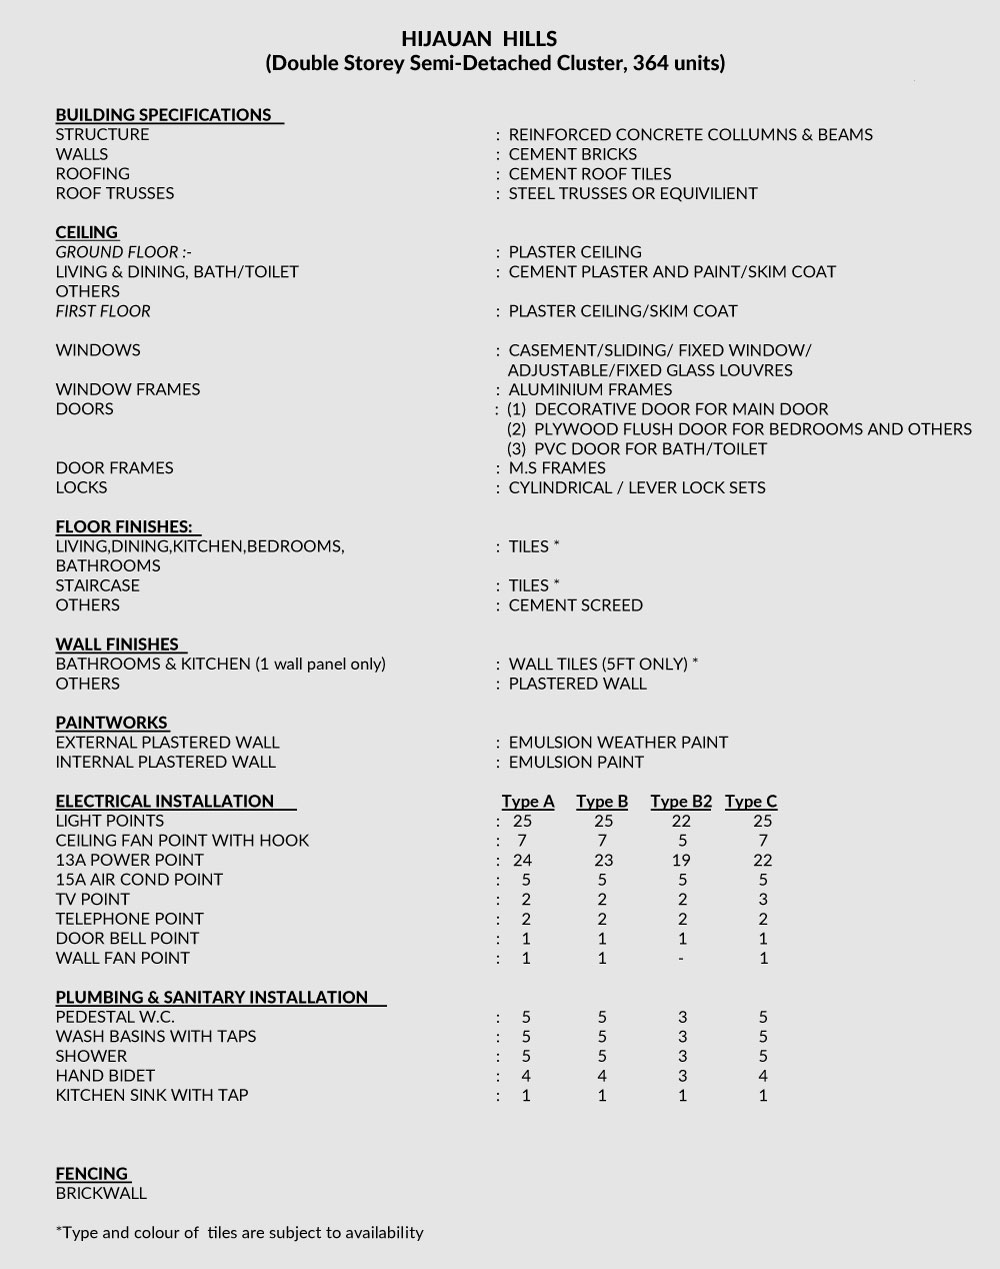 HIJAUAN HILLS
(Double Storey Semi-Detached Cluster, 364 units)
BUILDING SPECIFICATIONS
STRUCTURE : REINFORCED CONCRETE COLLUMNS & BEAMS
WALLS : CEMENT BRICKS
ROOFING : CEMENT ROOF TILES
ROOF TRUSSES : STEEL TRUSSES OR EQUIVILIENT
CEILING
GROUND FLOOR :- : PLASTER CEILING
LIVING & DINING, BATH/TOILET : CEMENT PLASTER AND PAINT/SKIM COAT
OTHERS
FIRST FLOOR : PLASTER CEILING/SKIM COAT
WINDOWS : CASEMENT/SLIDING/ FIXED WINDOW/
ADJUSTABLE/FIXED GLASS LOUVRES
WINDOW FRAMES : ALUMINIUM FRAMES
DOORS : (1) DECORATIVE DOOR FOR MAIN DOOR
(2) PLYWOOD FLUSH DOOR FOR BEDROOMS AND OTHERS
(3) PVC DOOR FOR BATH/TOILET
DOOR FRAMES : M.S FRAMES
LOCKS : CYLINDRICAL / LEVER LOCK SETS
FLOOR FINISHES:
LIVING,DINING,KITCHEN,BEDROOMS, : TILES *
BATHROOMS
STAIRCASE : TILES *
OTHERS : CEMENT SCREED
WALL FINISHES
BATHROOMS & KITCHEN (1 wall panel only) : WALL TILES (5FT ONLY) *
OTHERS : PLASTERED WALL
PAINTWORKS
EXTERNAL PLASTERED WALL : EMULSION WEATHER PAINT
INTERNAL PLASTERED WALL : EMULSION PAINT
ELECTRICAL INSTALLATION Type A Type B Type B2 Type C
LIGHT POINTS : 25 25 22 25
CEILING FAN POINT WITH HOOK : 7 7 5 7
13A POWER POINT : 24 23 19 22
15A AIR COND POINT : 5 5 5 5
TV POINT : 2 2 2 3
TELEPHONE POINT : 2 2 2 2
DOOR BELL POINT : 1 1 1 1
WALL FAN POINT : 1 1 - 1
PLUMBING & SANITARY INSTALLATION
PEDESTAL W.C. : 5 5 3 5
WASH BASINS WITH TAPS : 5 5 3 5
SHOWER : 5 5 3 5
HAND BIDET : 4 4 3 4
KITCHEN SINK WITH TAP : 1 1 1 1
FENCING
BRICKWALL
*Type and colour of tiles are subject to availability